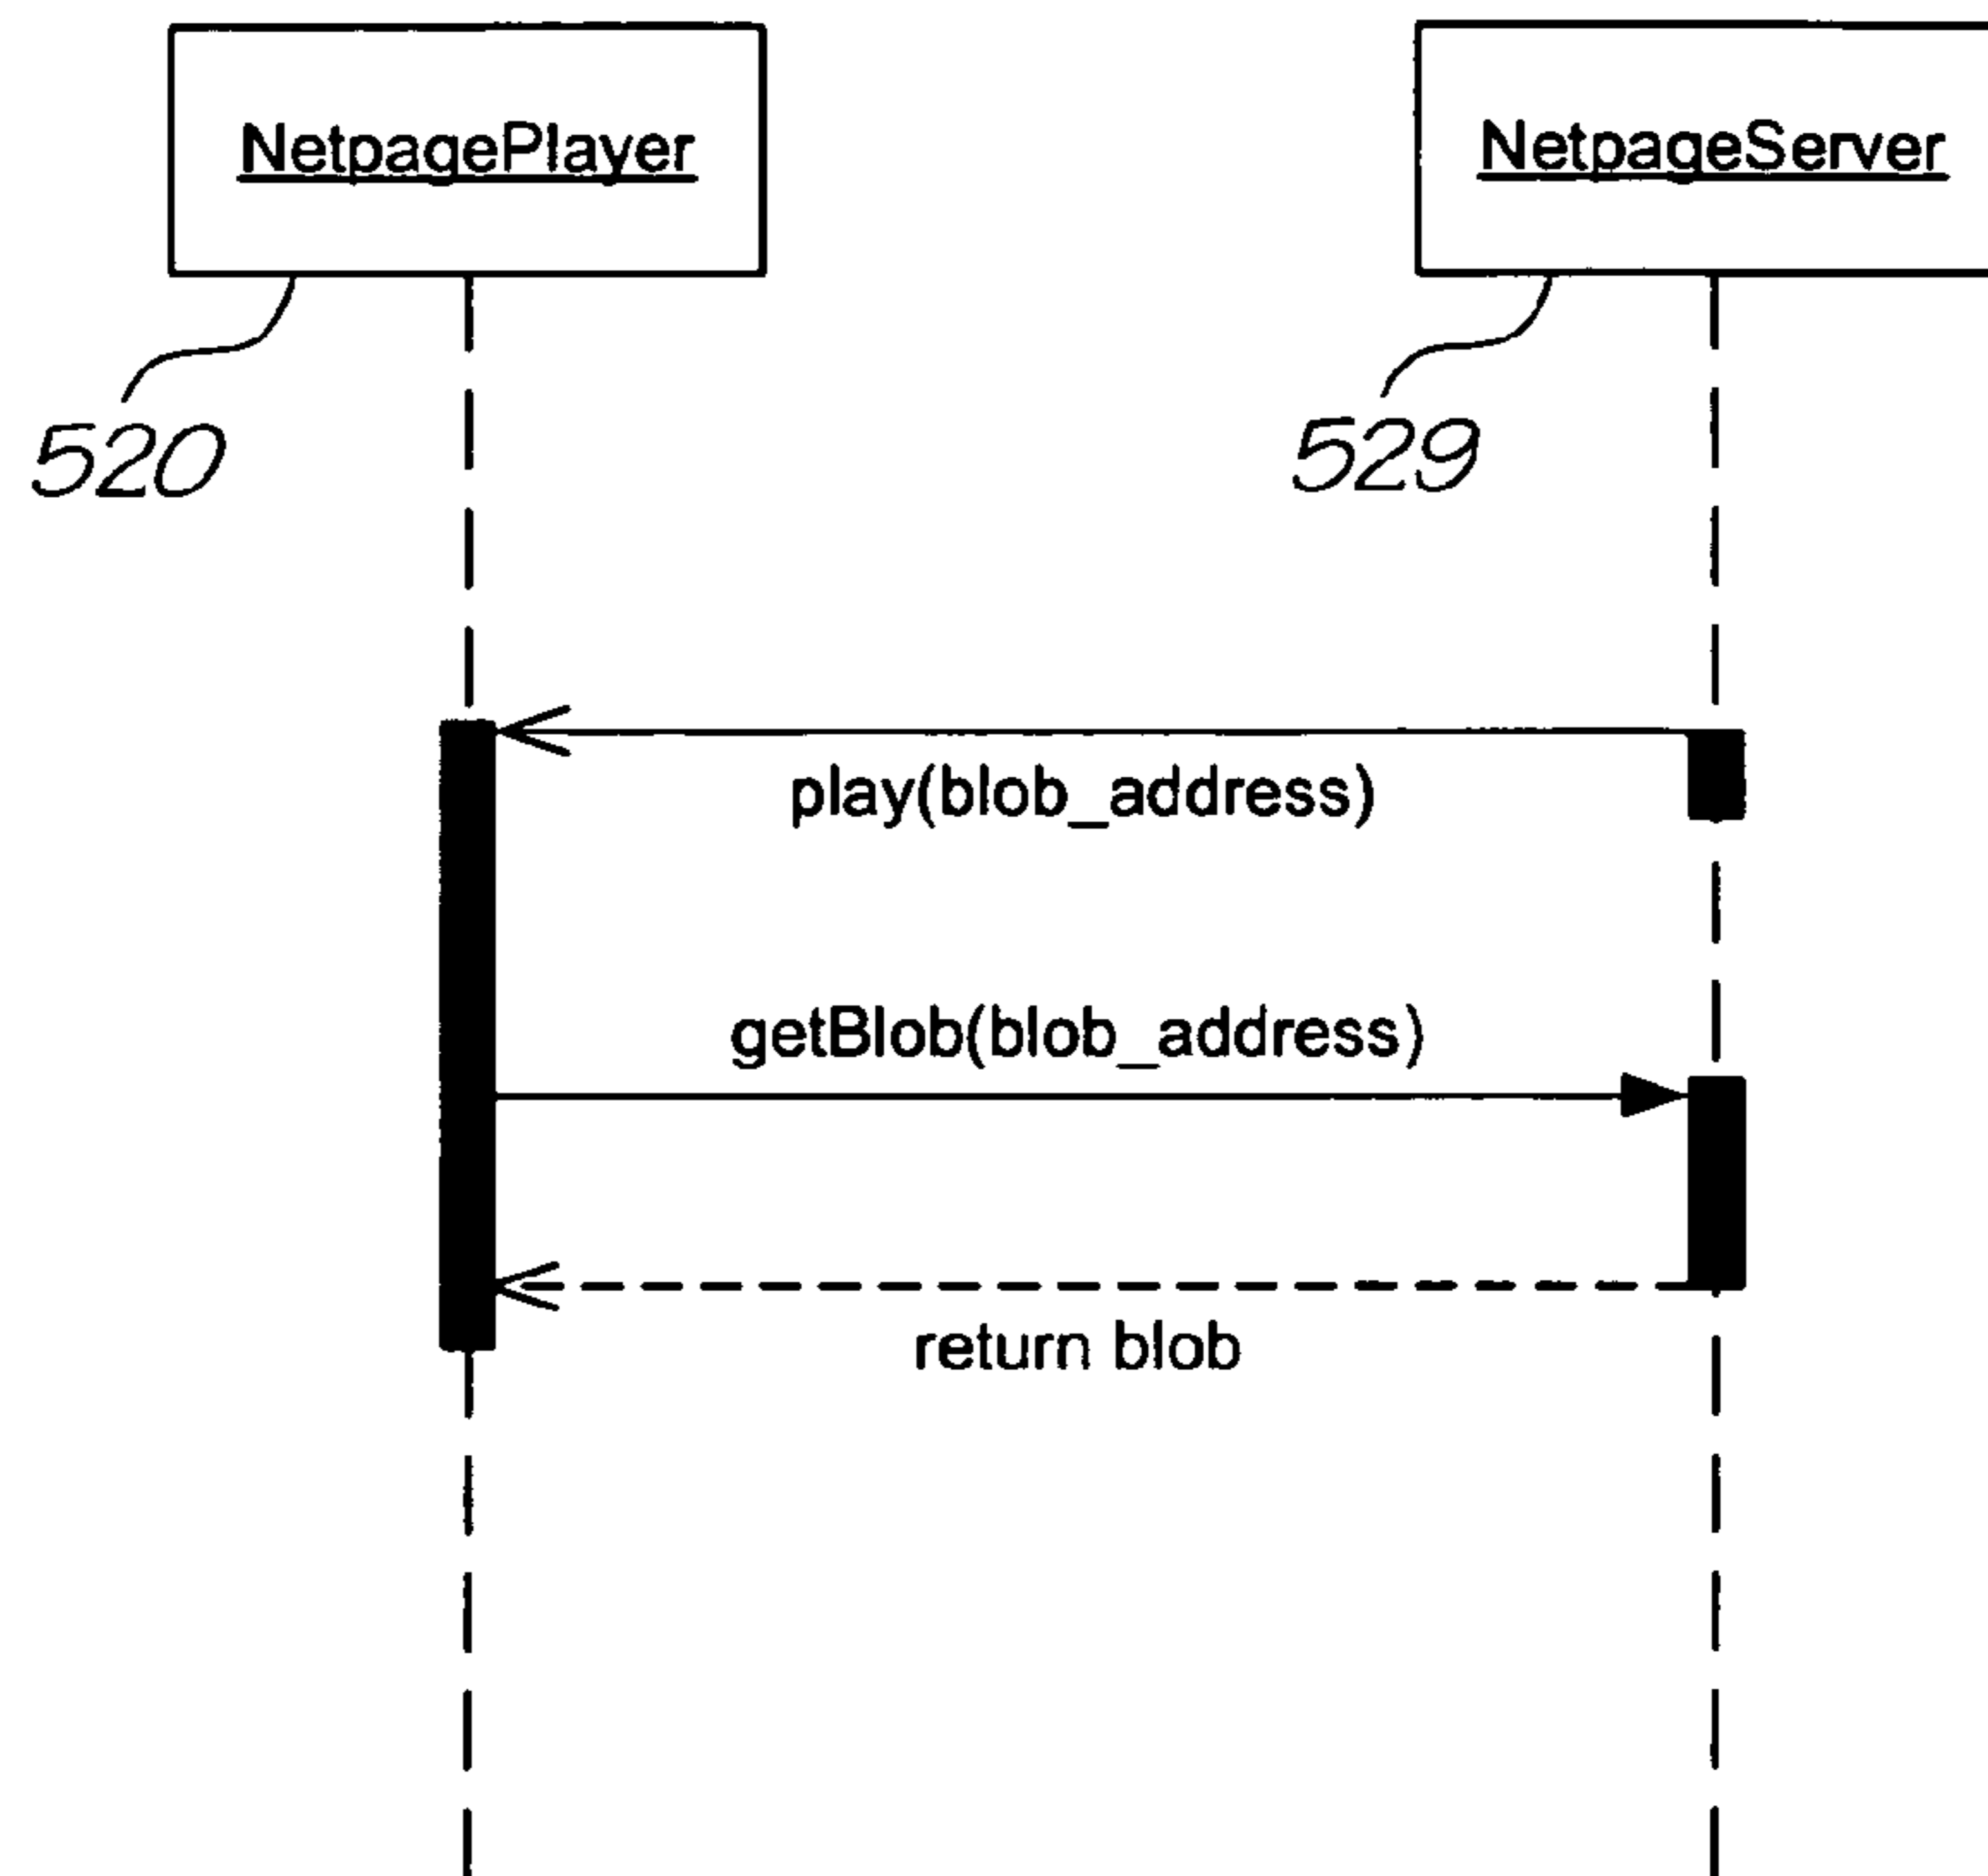 NetpagePlayer
NetpageServer
520
529
play(blob_address)
getBlob(blob_address)
return blob